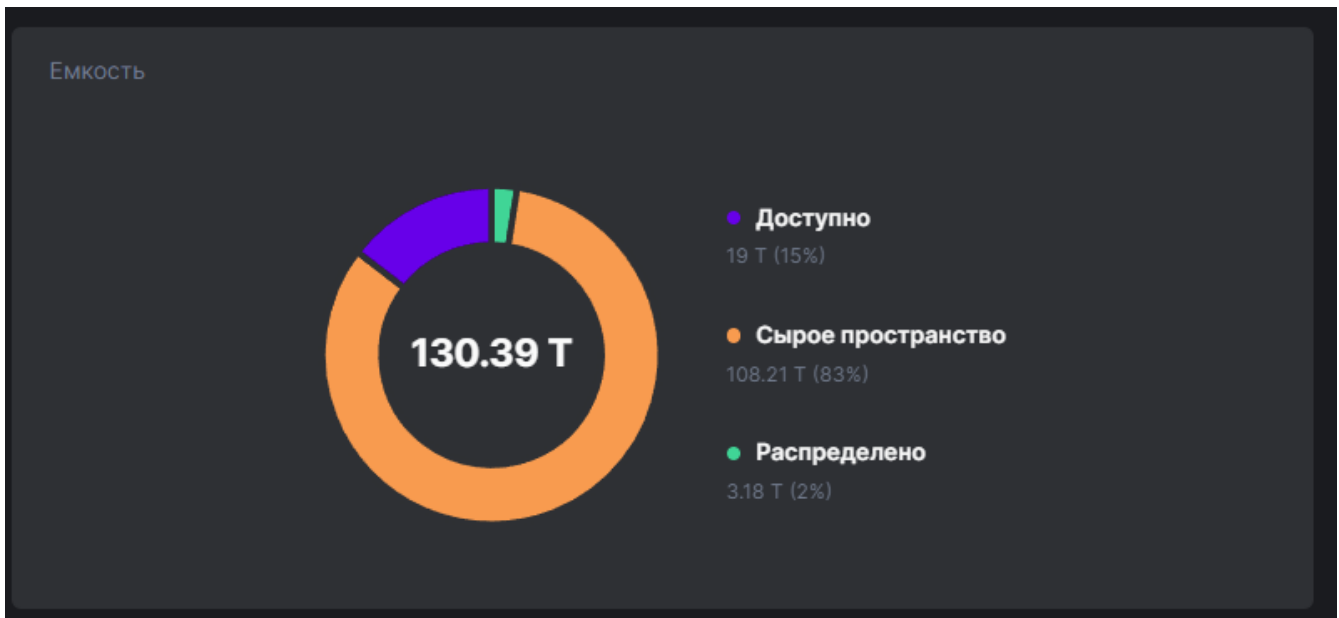 Емкость
130.39 T
Доступно
19 T (15%)
Сырое пространство
108.21 T (83%)
Распределено
3.18 T (2%)